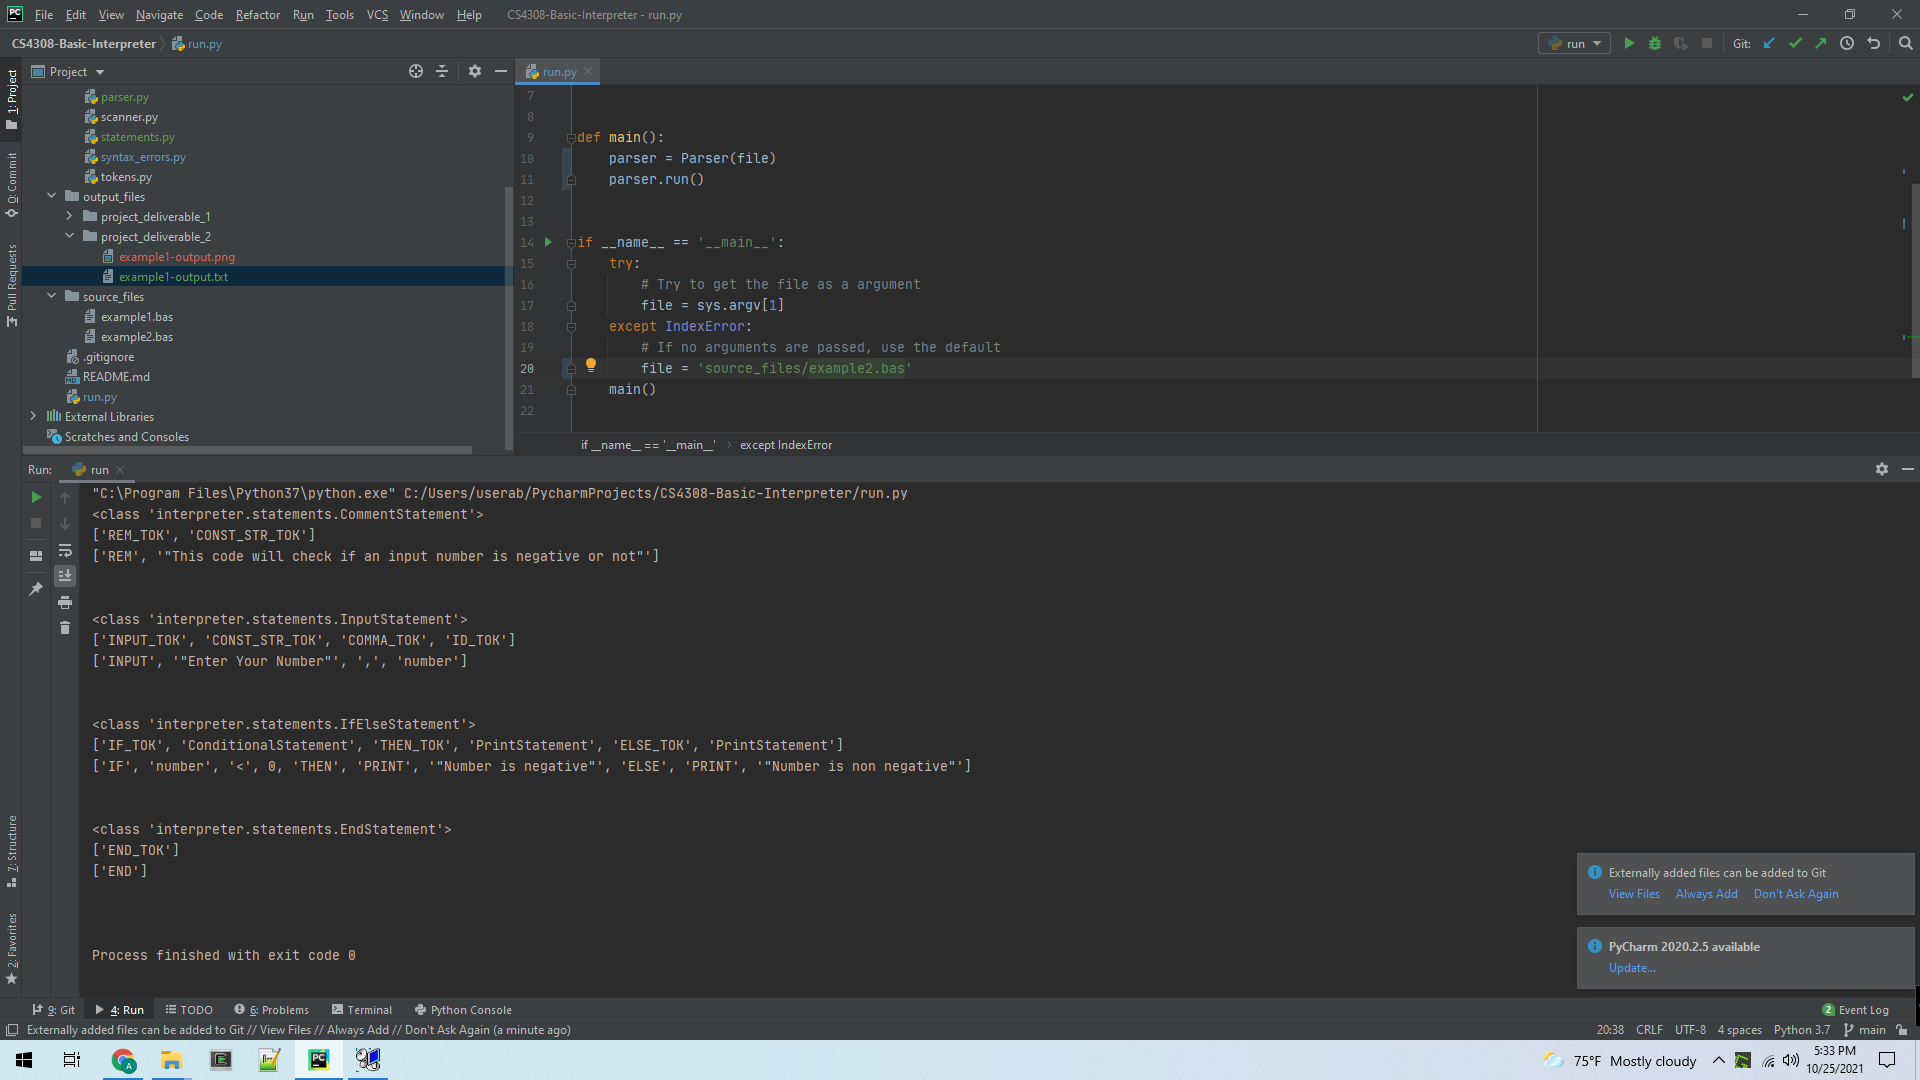 PC File Edit View Navigate Code Refactor Run Tools VCS Window Help CS4308-Basic-Interpreter - run.py
CS4308-Basic-Interpreter run.py run Git:
1: Project
0: Commit
Pull Requests
Project
parser.py
scanner.py
statements.py
syntax_errors.py
tokens.py
output_files
project_deliverable_1
project_deliverable_2
example1-output.png
example1-output.txt
source_files
example1.bas
example2.bas
.gitignore
README.md
run.py
External Libraries
Scratches and Consoles
run.py
7
8
9 def main():
10 parser = Parser(file)
11 parser.run()
12
13
14 if __name__ == '__main__':
15 try:
16 # Try to get the file as a argument
17 file = sys.argv[1]
18 except IndexError:
19 # If no arguments are passed, use the default
20 file = 'source_files/example2.bas'
21 main()
22
if __name__ == '__main__' › except IndexError
Run: run
"C:\Program Files\Python37\python.exe" C:/Users/userab/PycharmProjects/CS4308-Basic-Interpreter/run.py
<class 'interpreter.statements.CommentStatement'>
['REM_TOK', 'CONST_STR_TOK']
['REM', '"This code will check if an input number is negative or not"']
<class 'interpreter.statements.InputStatement'>
['INPUT_TOK', 'CONST_STR_TOK', 'COMMA_TOK', 'ID_TOK']
['INPUT', '"Enter Your Number"', ',', 'number']
<class 'interpreter.statements.IfElseStatement'>
['IF_TOK', 'ConditionalStatement', 'THEN_TOK', 'PrintStatement', 'ELSE_TOK', 'PrintStatement']
['IF', 'number', '<', 0, 'THEN', 'PRINT', '"Number is negative"', 'ELSE', 'PRINT', '"Number is non negative"']
<class 'interpreter.statements.EndStatement'>
['END_TOK']
['END']
Process finished with exit code 0
7: Structure
2: Favorites
Externally added files can be added to Git
View Files Always Add Don't Ask Again
PyCharm 2020.2.5 available
Update...
9: Git 4: Run TODO 6: Problems Terminal Python Console 2 Event Log
Externally added files can be added to Git // View Files // Always Add // Don't Ask Again (a minute ago) 20:38 CRLF UTF-8 4 spaces Python 3.7 main
75°F Mostly cloudy 5:33 PM
10/25/2021